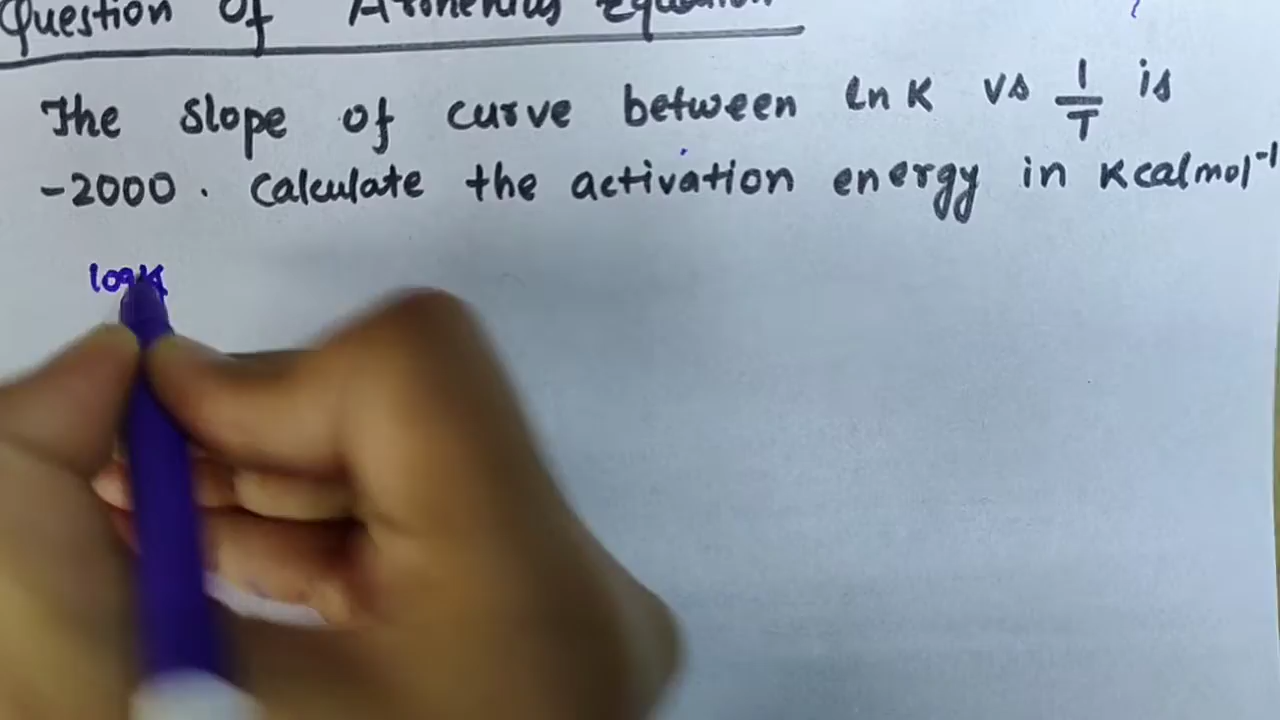 Question Of Arrhenius Equation
The slope of curve between ln K vs 1/T is
-2000. Calculate the activation energy in Kcalmol⁻¹
log K